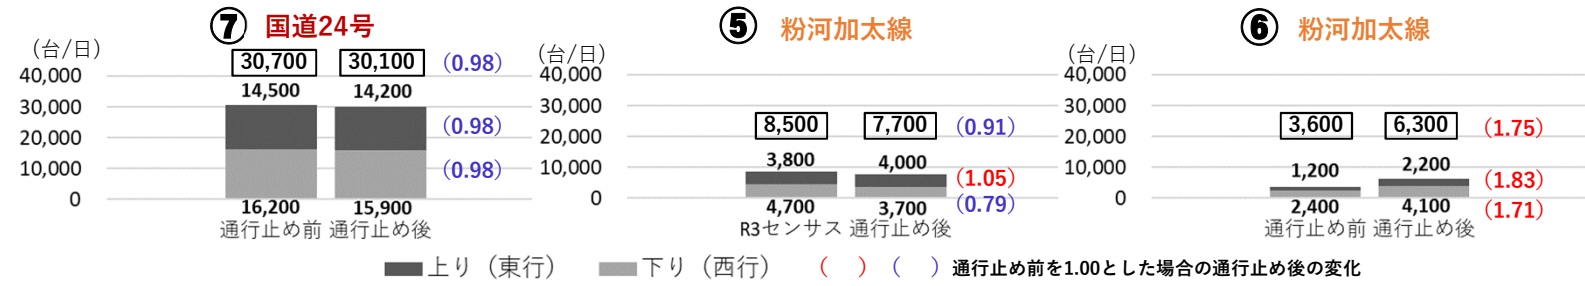 ⑦ 国道24号
(台/日)
40,000
30,000
20,000
10,000
0
30,700 30,100 (0.98)
14,500 14,200
(0.98)
(0.98)
16,200 15,900
通行止め前 通行止め後
⑤ 粉河加太線
(台/日)
40,000
30,000
20,000
10,000
0
8,500 7,700 (0.91)
3,800 4,000
(1.05)
4,700 3,700 (0.79)
R3センサス 通行止め後
⑥ 粉河加太線
(台/日)
40,000
30,000
20,000
10,000
0
3,600 6,300 (1.75)
1,200 2,200
(1.83)
2,400 4,100 (1.71)
通行止め前 通行止め後
上り（東行） 下り（西行） （ ）（ ）通行止め前を1.00とした場合の通行止め後の変化